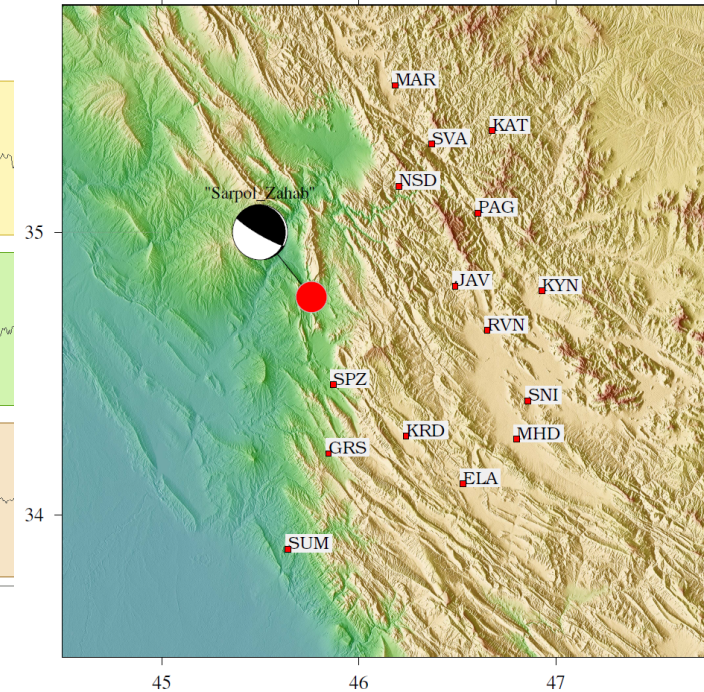 MAR
KAT
SVA
NSD
"Sarpol_Zahab"
PAG
35
JAV
KYN
RVN
SPZ
SNI
KRD
MHD
GRS
ELA
34
SUM
45
46
47